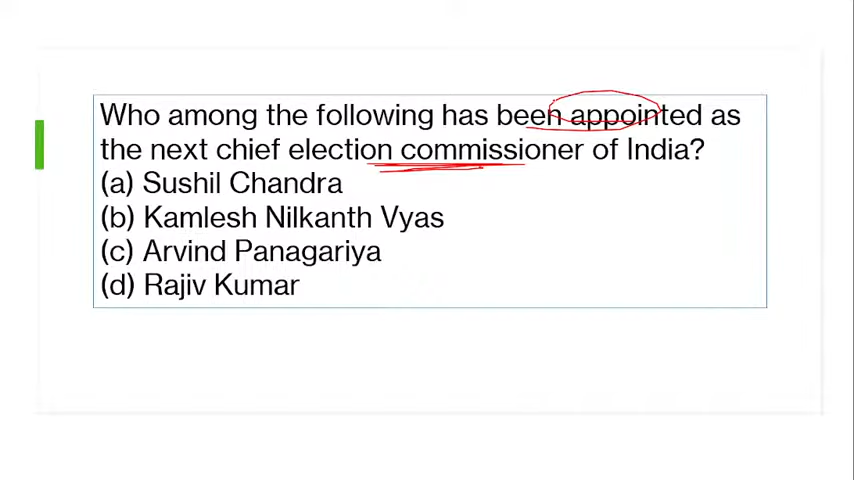 Who among the following has been appointed as
the next chief election commissioner of India?
(a) Sushil Chandra
(b) Kamlesh Nilkanth Vyas
(c) Arvind Panagariya
(d) Rajiv Kumar